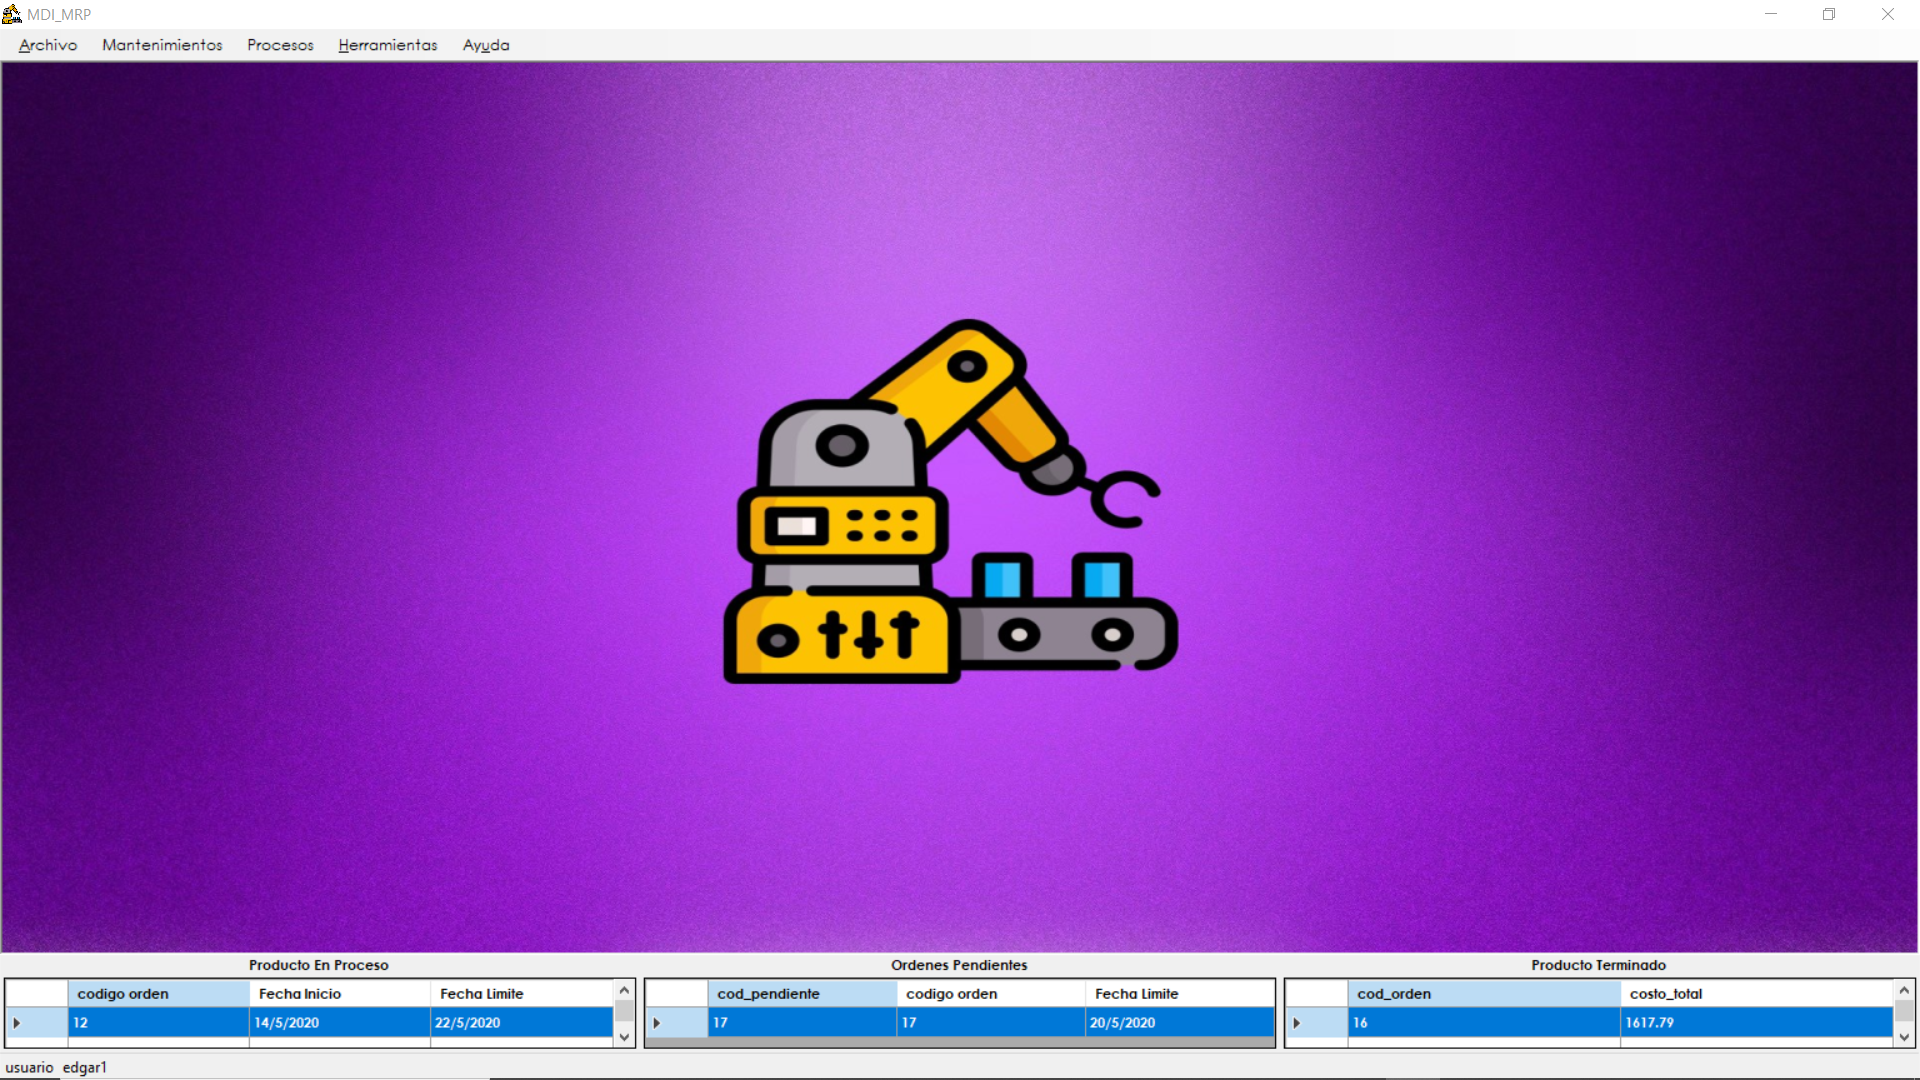 MDI_MRP
Archivo Mantenimientos Procesos Herramientas Ayuda
Producto En Proceso
codigo orden Fecha Inicio Fecha Limite
12 14/5/2020 22/5/2020
Ordenes Pendientes
cod_pendiente codigo orden Fecha Limite
17 17 20/5/2020
Producto Terminado
cod_orden costo_total
16 1617.79
usuario edgar1